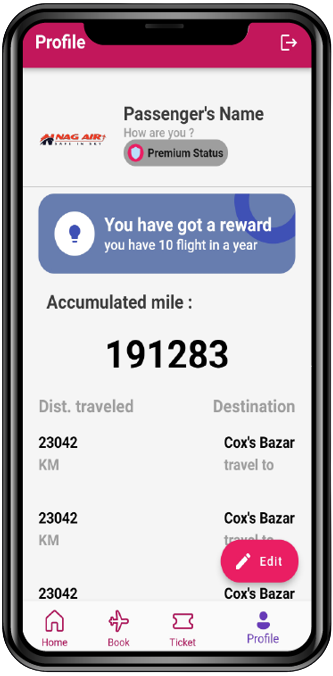 Profile
Passenger's Name
How are you ?
NAG AIR
SAFE IN SKY
Premium Status
You have got a reward
you have 10 flight in a year
Accumulated mile :
191283
Dist. traveled Destination
23042 Cox's Bazar
KM travel to
23042 Cox's Bazar
KM travel to
Edit
23042 Cox's Bazar
Home Book Ticket Profile